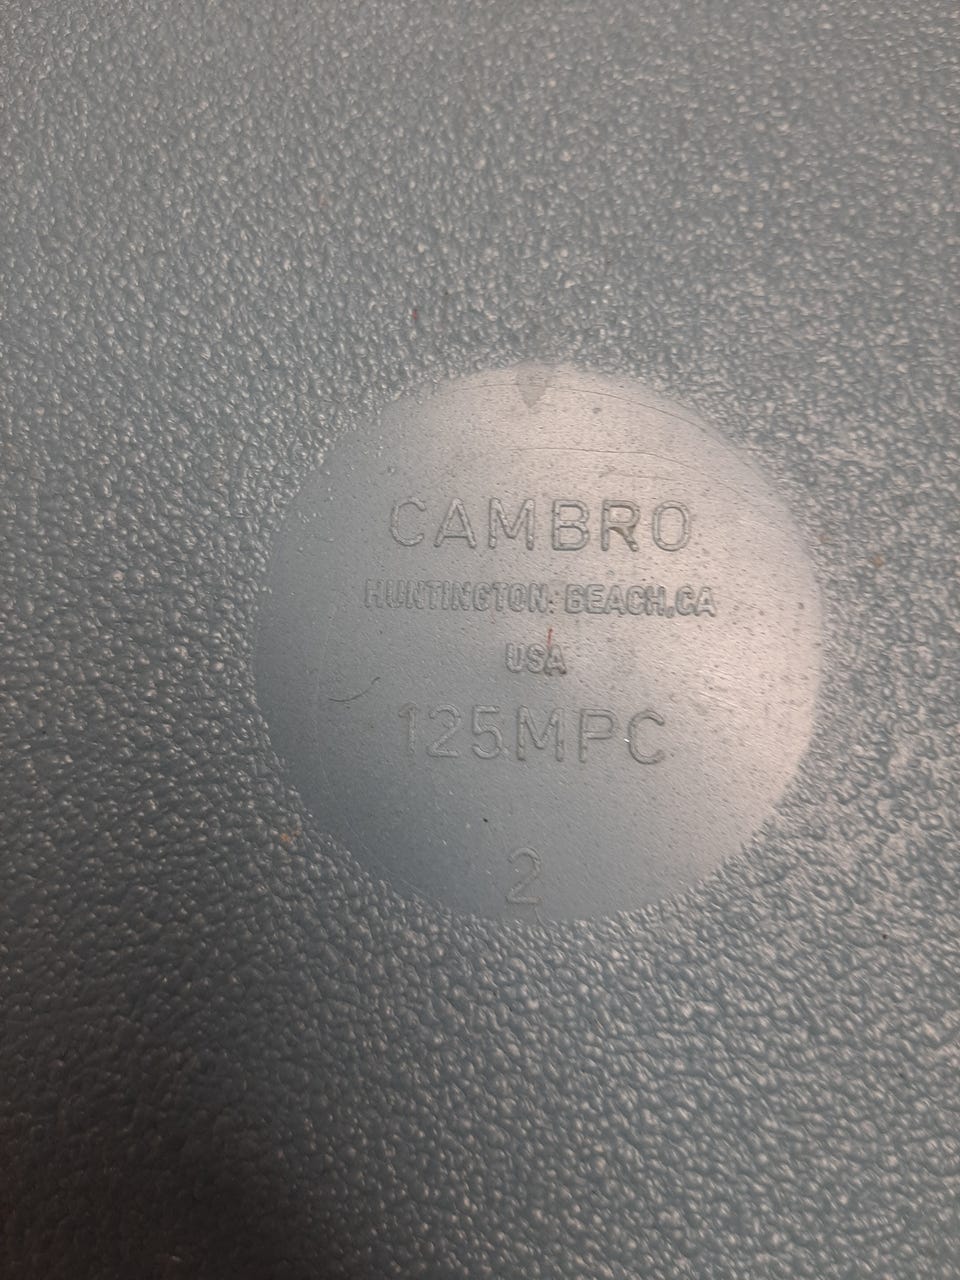 CAMBRO
HUNTINGTON BEACH, CA
USA
125MPC
2